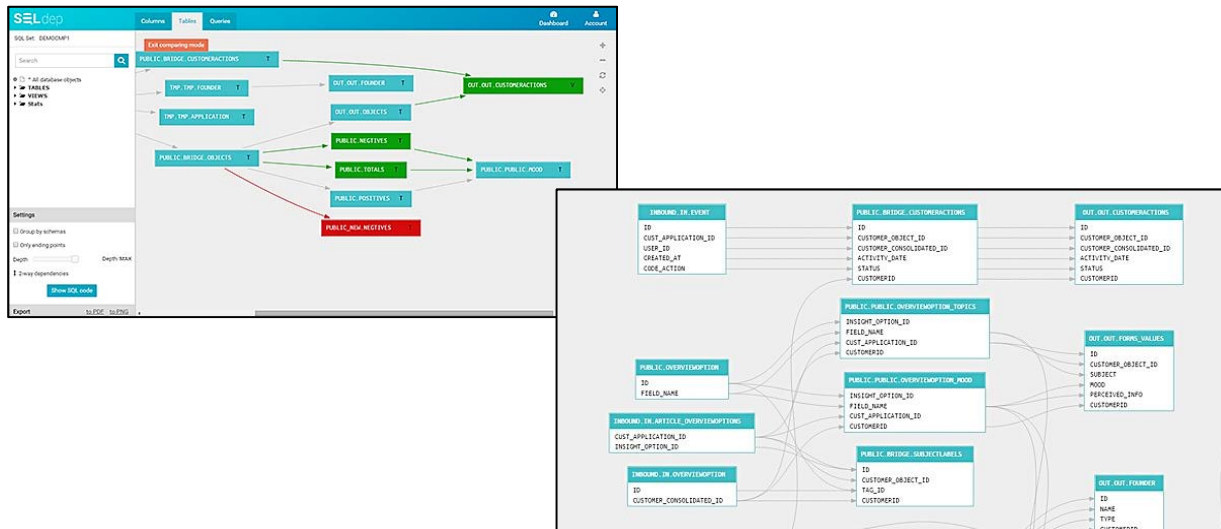 SELdep
Columns Tables Queries
Dashboard Account
SQL Set: DEMOCMP1
Search
* All database objects
TABLES
VIEWS
Stats
Settings
Group by schemas
Only ending points
Depth Depth: MAX
2-way dependencies
Show SQL code
Export to PDF to PNG
Exit comparing mode
PUBLIC.BRIDGE.CUSTOMERACTIONS T
TMP.TMP.FOUNDER T
OUT.OUT.FOUNDER T
OUT.OUT.CUSTOMERACTIONS T
TMP.TMP.APPLICATION T
OUT.OUT.OBJECTS T
PUBLIC.BRIDGE.OBJECTS T
PUBLIC.NEGTIVES T
PUBLIC.TOTALS T
PUBLIC.PUBLIC.MOOD T
PUBLIC.POSITIVES T
PUBLIC_NEW.NEGTIVES T
INBOUND.IN.EVENT
ID
CUST_APPLICATION_ID
USER_ID
CREATED_AT
CODE_ACTION
PUBLIC.BRIDGE.CUSTOMERACTIONS
ID
CUSTOMER_OBJECT_ID
CUSTOMER_CONSOLIDATED_ID
ACTIVITY_DATE
STATUS
CUSTOMERID
OUT.OUT.CUSTOMERACTIONS
ID
CUSTOMER_OBJECT_ID
CUSTOMER_CONSOLIDATED_ID
ACTIVITY_DATE
STATUS
CUSTOMERID
PUBLIC.PUBLIC.OVERVIEWOPTION_TOPICS
INSIGHT_OPTION_ID
FIELD_NAME
CUST_APPLICATION_ID
CUSTOMERID
OUT.OUT.FORMS_VALUES
ID
CUSTOMER_OBJECT_ID
SUBJECT
MOOD
PERCEIVED_INFO
CUSTOMERID
PUBLIC.OVERVIEWOPTION
ID
FIELD_NAME
PUBLIC.PUBLIC.OVERVIEWOPTION_MOOD
INSIGHT_OPTION_ID
FIELD_NAME
CUST_APPLICATION_ID
CUSTOMERID
INBOUND.IN.ARTICLE_OVERVIEWOPTIONS
CUST_APPLICATION_ID
INSIGHT_OPTION_ID
PUBLIC.BRIDGE.SUBJECTLABELS
ID
CUSTOMER_OBJECT_ID
TAG_ID
CUSTOMERID
INBOUND.IN.OVERVIEWOPTION
ID
CUSTOMER_CONSOLIDATED_ID
OUT.OUT.FOUNDER
ID
NAME
TYPE
CUSTOMERID